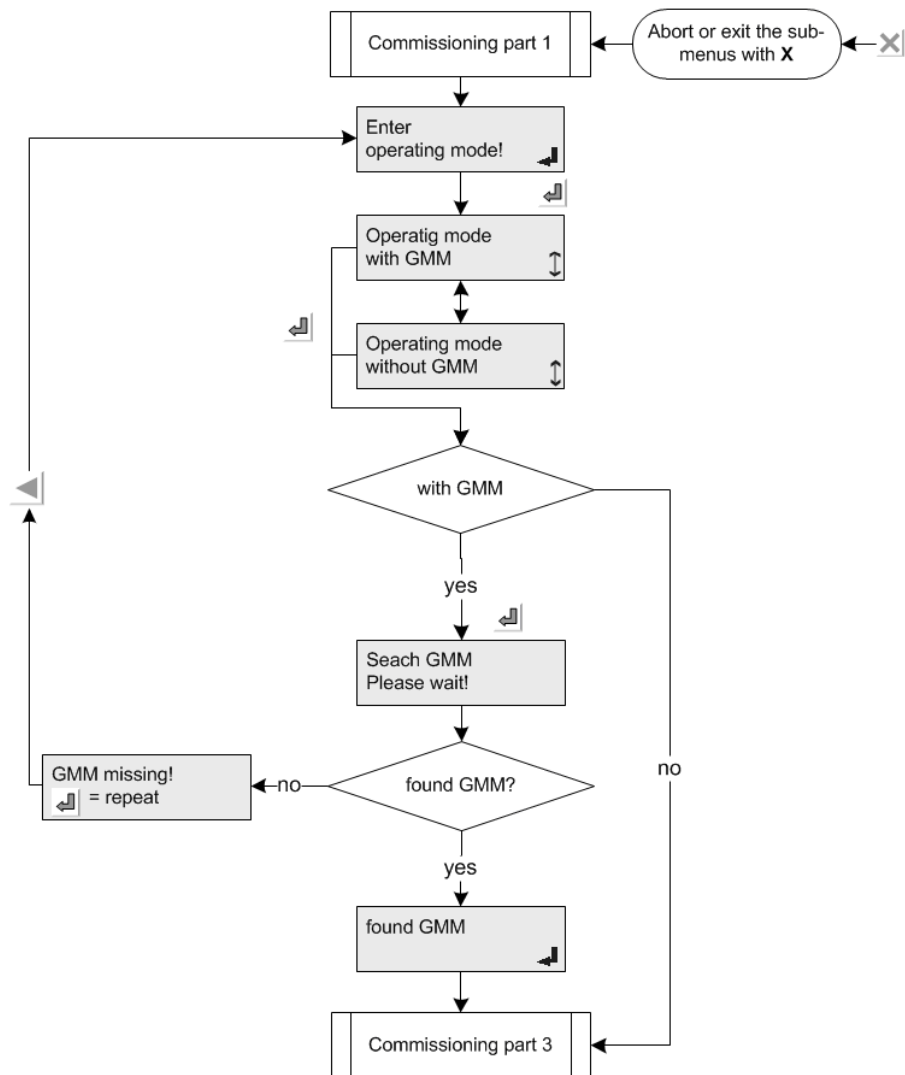 Commissioning part 1
Abort or exit the sub-
menus with X
Enter
operating mode!
Operatig mode
with GMM
Operating mode
without GMM
with GMM
yes
Seach GMM
Please wait!
no
GMM missing!
= repeat
no
found GMM?
yes
found GMM
Commissioning part 3